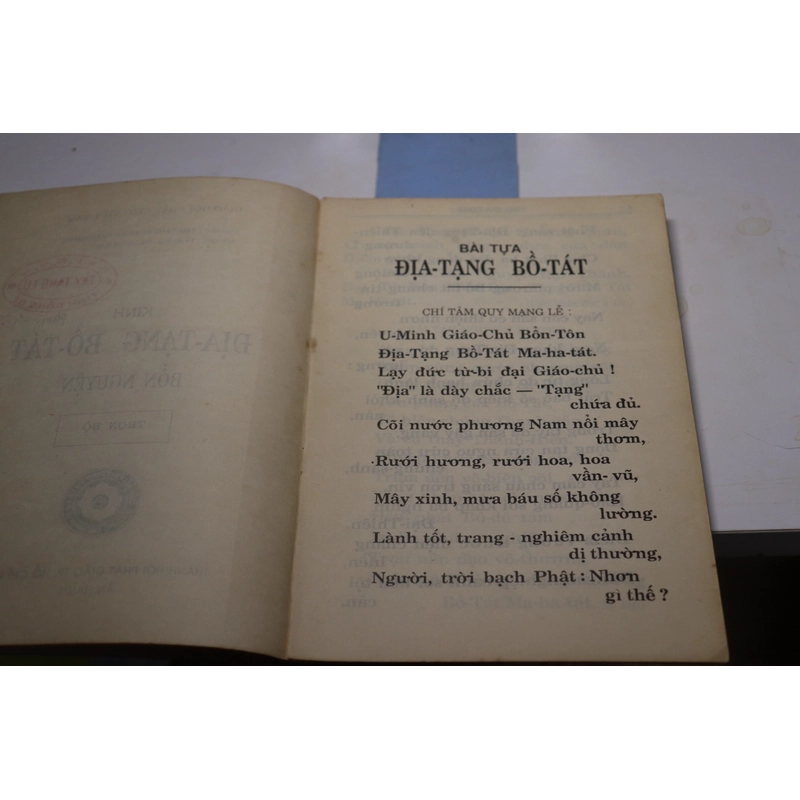 KINH
ĐỊA-TẠNG BỒ-TÁT
BỔN NGUYỆN
TRỌN BỘ
BÀI TỰA
ĐỊA-TẠNG BỒ-TÁT
CHÍ TÂM QUY MẠNG LỄ :
U-Minh Giáo-Chủ Bổn-Tôn
Địa-Tạng Bồ-Tát Ma-ha-tát.
Lạy đức từ-bi đại Giáo-chủ !
"Địa" là dày chắc — "Tạng"
chứa đủ.
Cõi nước phương Nam nổi mây
thơm,
Rưới hương, rưới hoa, hoa
vần- vũ,
Mây xinh, mưa báu số không
lường.
Lành tốt, trang - nghiêm cảnh
dị thường,
Người, trời bạch Phật : Nhơn
gì thế ?